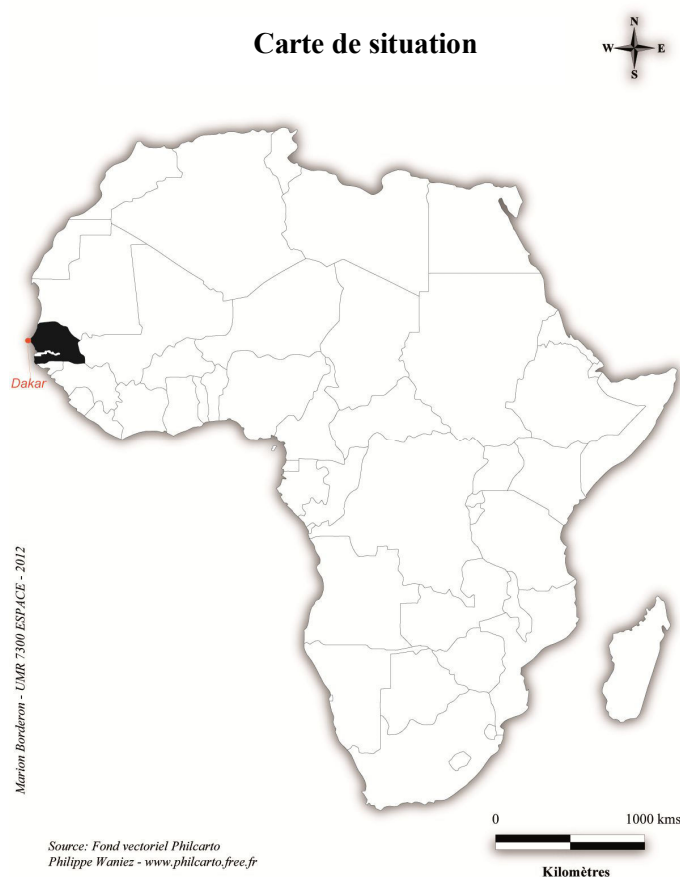 Carte de situation
N
W E
S
Dakar
Marion Borderon - UMR 7300 ESPACE - 2012
0 1000 kms
Kilomètres
Source: Fond vectoriel Philcarto
Philippe Waniez - www.philcarto.free.fr